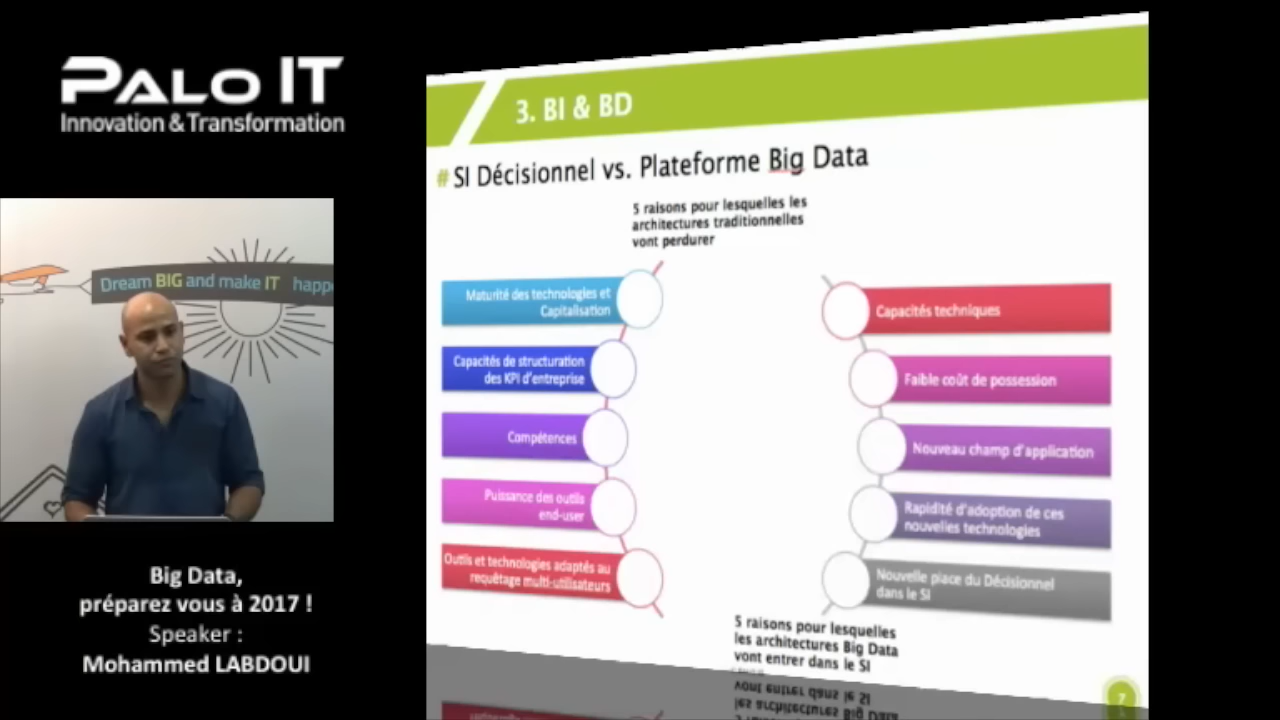 PALO IT
Innovation & Transformation
Dream BIG and make IT happe
Big Data,
préparez vous à 2017 !
Speaker :
Mohammed LABDOUI
3. BI & BD
# SI Décisionnel vs. Plateforme Big Data
5 raisons pour lesquelles les
architectures traditionnelles
vont perdurer
Maturité des technologies et
Capitalisation
Capacités de structuration
des KPI d'entreprise
Compétences
Puissance des outils
end-user
Outils et technologies adaptés au
requêtage multi-utilisateurs
Capacités techniques
Faible coût de possession
Nouveau champ d'application
Rapidité d'adoption de ces
nouvelles technologies
Nouvelle place du Décisionnel
dans le SI
5 raisons pour lesquelles
les architectures Big Data
vont entrer dans le SI
7